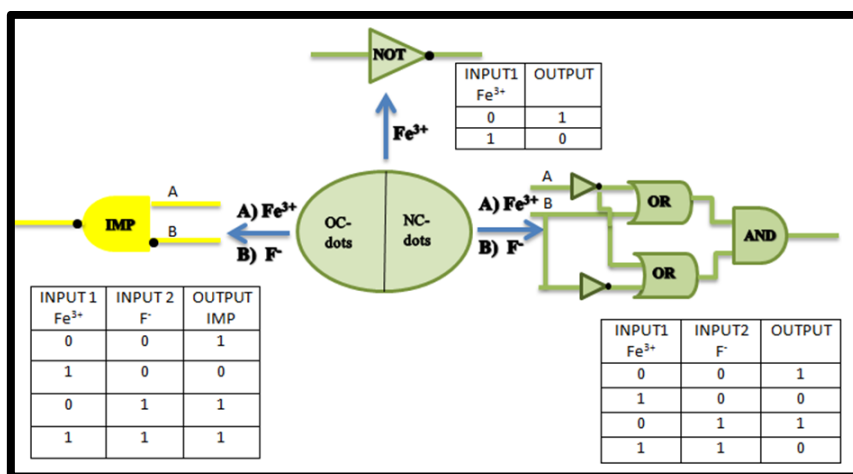 NOT
INPUT1 OUTPUT
Fe³⁺
0 1
1 0
Fe³⁺
A
B
IMP
A) Fe³⁺
B) F⁻
OC-dots
NC-dots
A) Fe³⁺
B) F⁻
A
B
OR
OR
AND
INPUT 1 INPUT 2 OUTPUT
Fe³⁺ F⁻ IMP
0 0 1
1 0 0
0 1 1
1 1 1
INPUT1 INPUT2 OUTPUT
Fe³⁺ F⁻
0 0 1
1 0 0
0 1 1
1 1 0